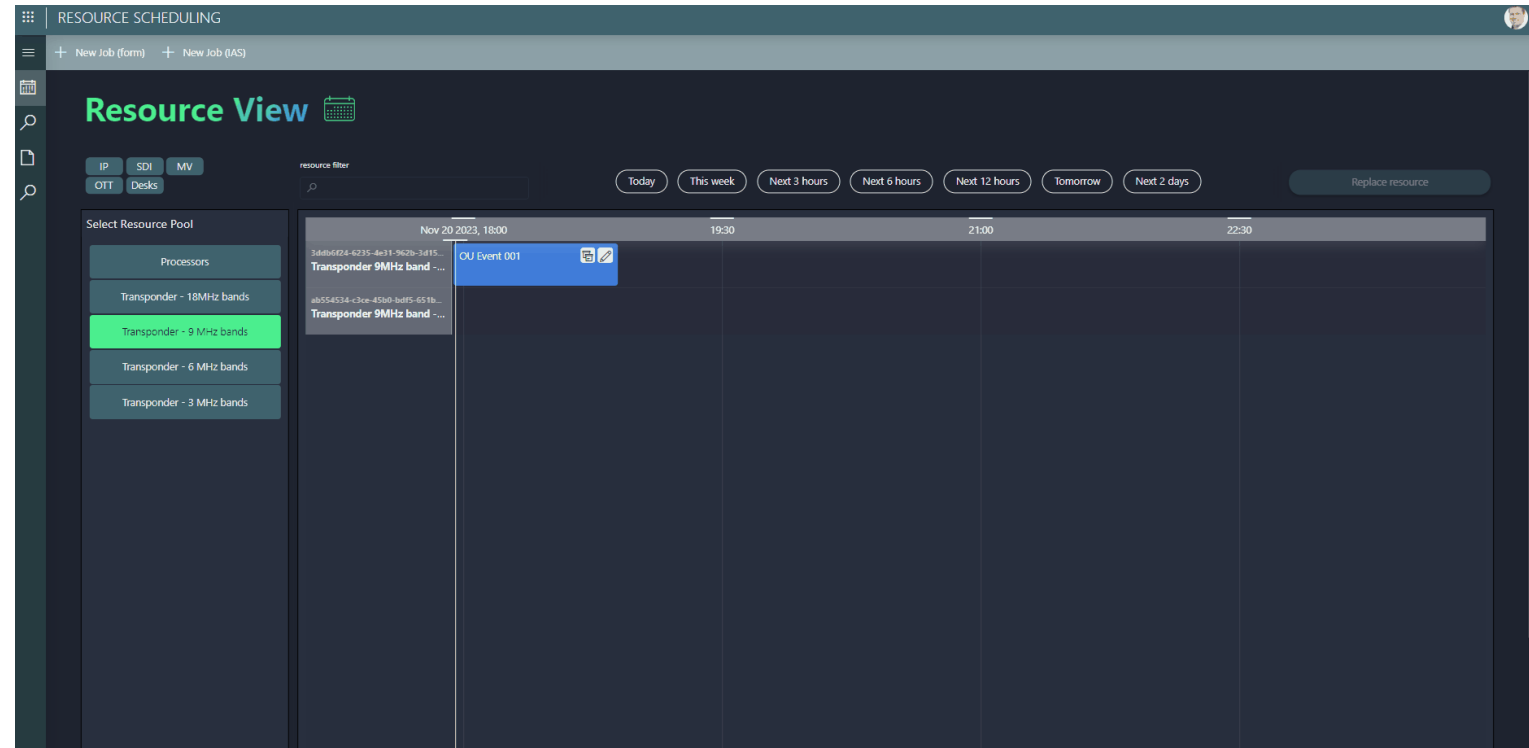 RESOURCE SCHEDULING
New Job (form) New Job (IAS)
Resource View
IP SDI MV
OTT Desks
resource filter
Today This week Next 3 hours Next 6 hours Next 12 hours Tomorrow Next 2 days
Replace resource
Select Resource Pool
Processors
Transponder - 18MHz bands
Transponder - 9 MHz bands
Transponder - 6 MHz bands
Transponder - 3 MHz bands
Nov 20 2023, 18:00 19:30 21:00 22:30
3ddb6f24-6235-4e31-962b-3d15...
Transponder 9MHz band -...
OU Event 001
ab554534-c3ce-45b0-bdf5-651b...
Transponder 9MHz band -...